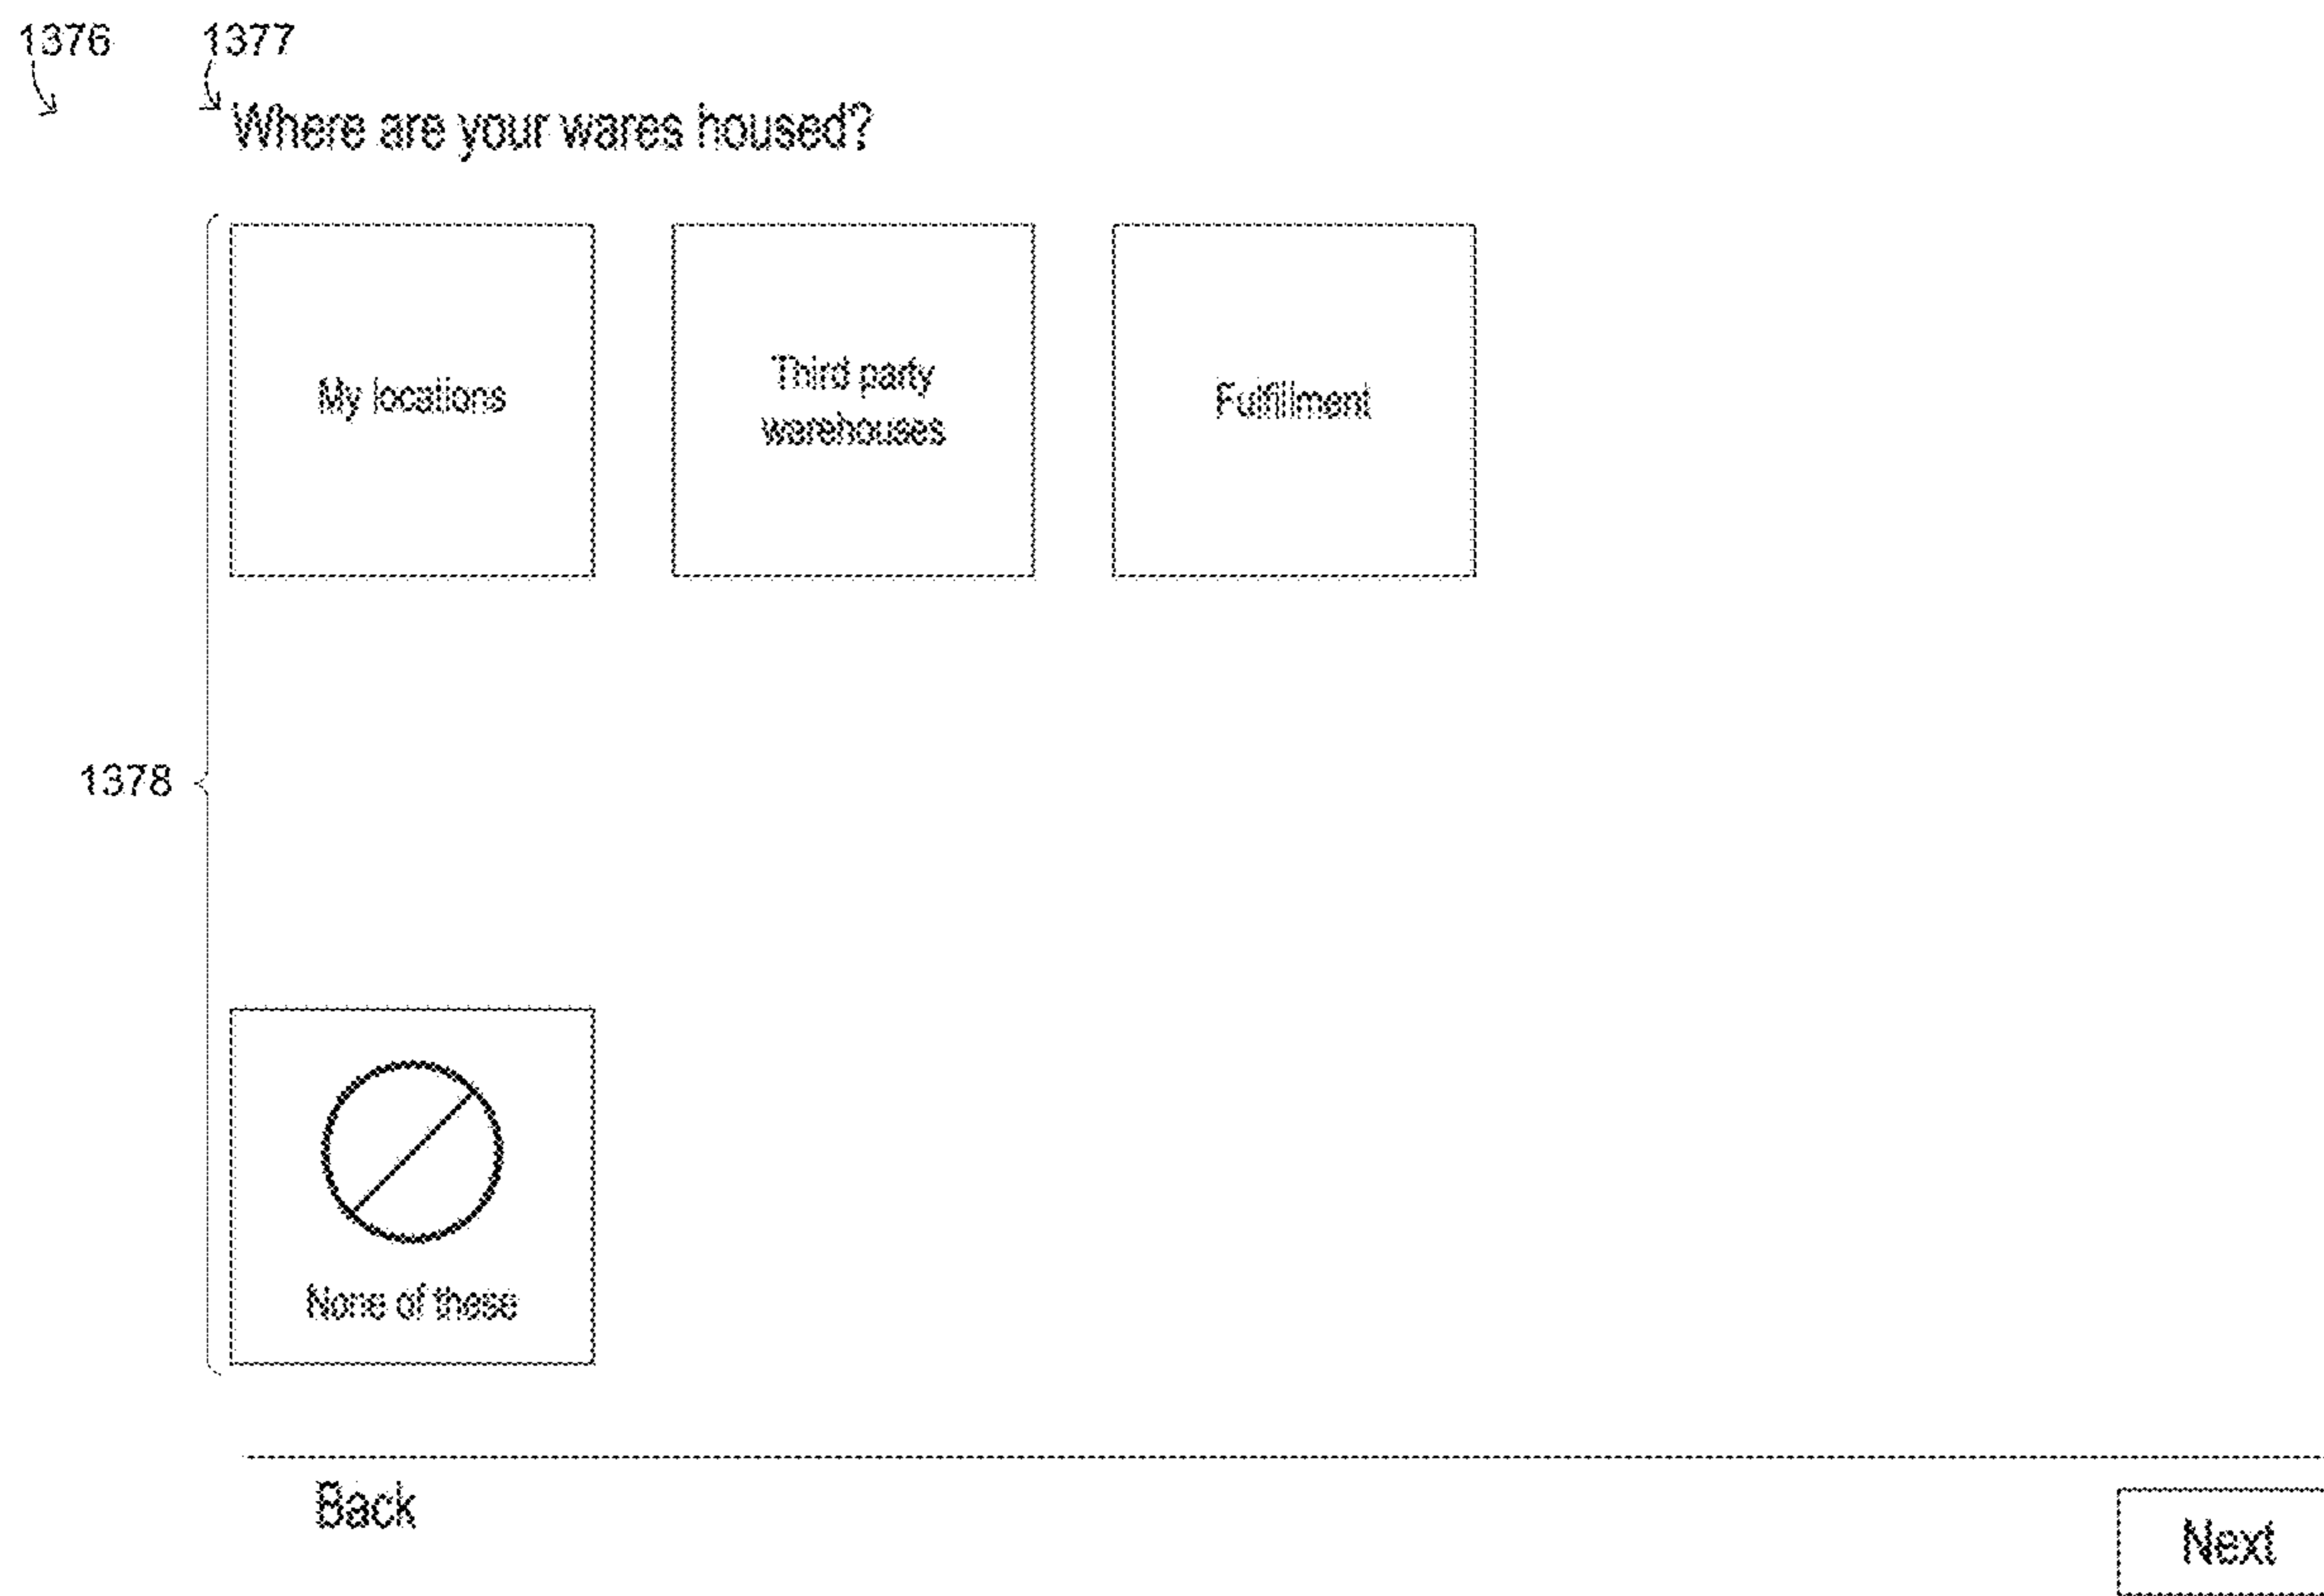 1376 1377
Where are your wares housed?
My locations
Third party
warehouses
Fulfillment
1378
None of these
Back
Next